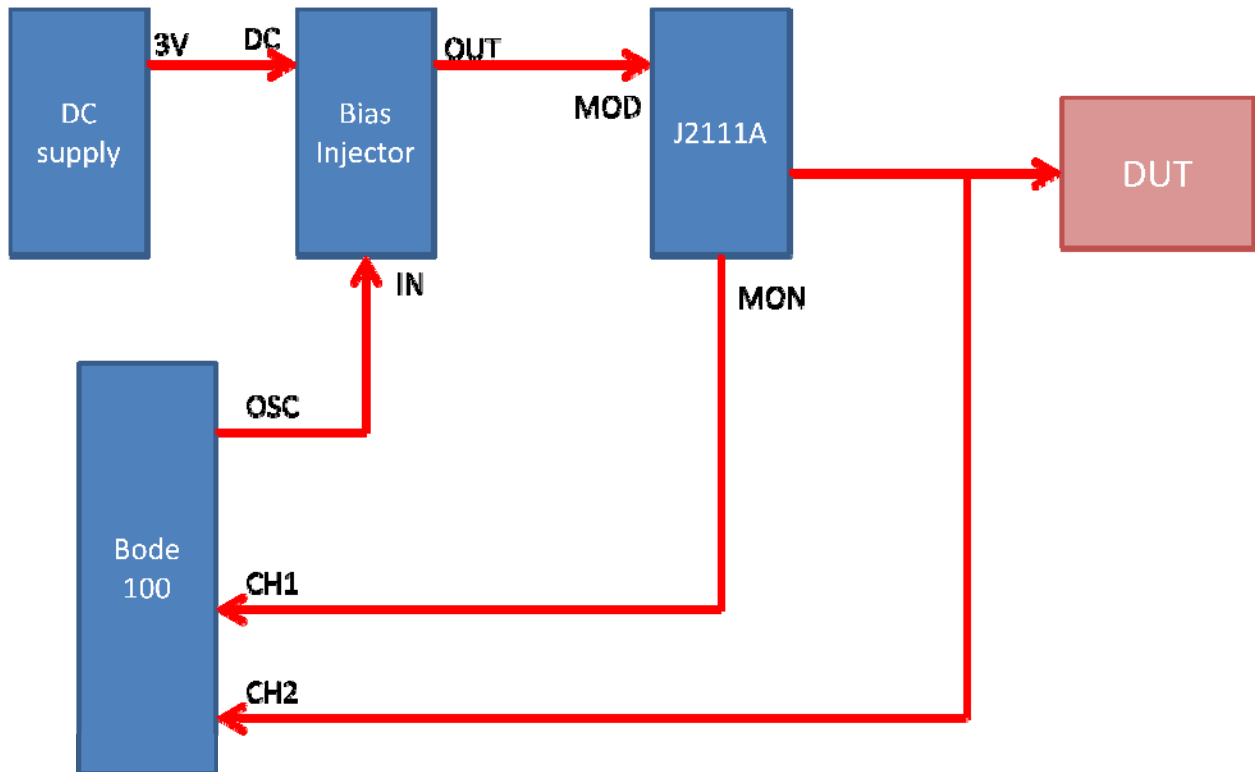 3V
DC
OUT
DC
supply
Bias
Injector
MOD
J2111A
DUT
IN
MON
OSC
Bode
100
CH1
CH2